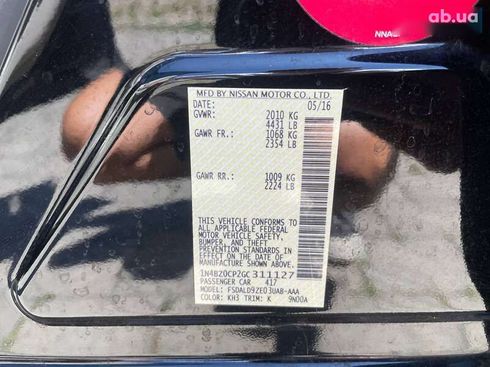 ab.ua
NNA
MFD BY NISSAN MOTOR CO., LTD.
DATE: 05/16
GVWR: 2010 KG
4431 LB
GAWR FR: 1068 KG
2354 LB
GAWR RR: 1009 KG
2224 LB
THIS VEHICLE CONFORMS TO
ALL APPLICABLE FEDERAL
MOTOR VEHICLE SAFETY,
BUMPER, AND THEFT
PREVENTION STANDARDS IN
EFFECT ON THE DATE OF
MANUFACTURE SHOWN ABOVE.
1N4BZ0CP2GC311127
PASSENGER CAR 417
MODEL: FSDALD9ZE03UAB-AAA
COLOR: KH3 TRIM: K 9N00A